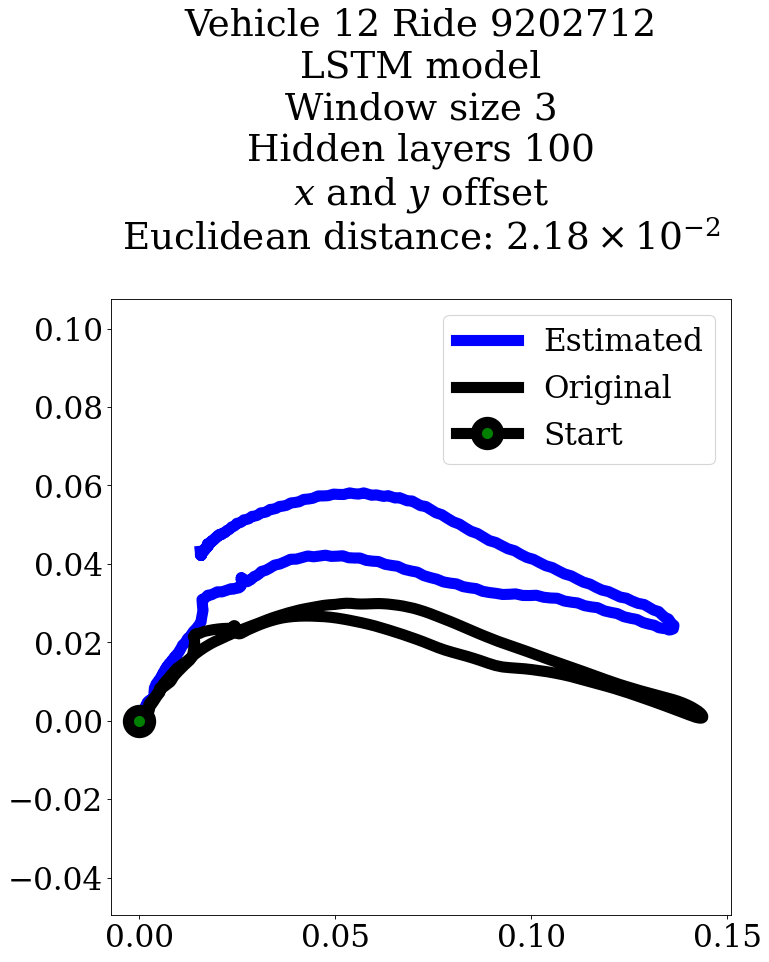 Vehicle 12 Ride 9202712
LSTM model
Window size 3
Hidden layers 100
x and y offset
Euclidean distance: 2.18 × 10⁻²
Estimated
Original
Start
0.10
0.08
0.06
0.04
0.02
0.00
−0.02
−0.04
0.00 0.05 0.10 0.15